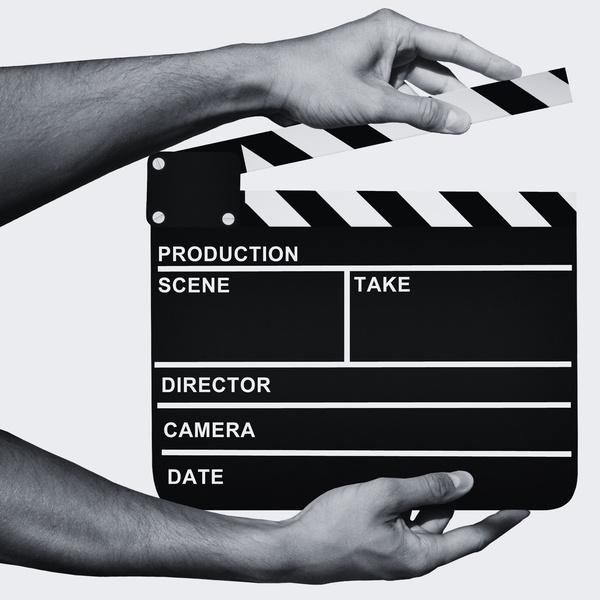 PRODUCTION
SCENE TAKE
DIRECTOR
CAMERA
DATE